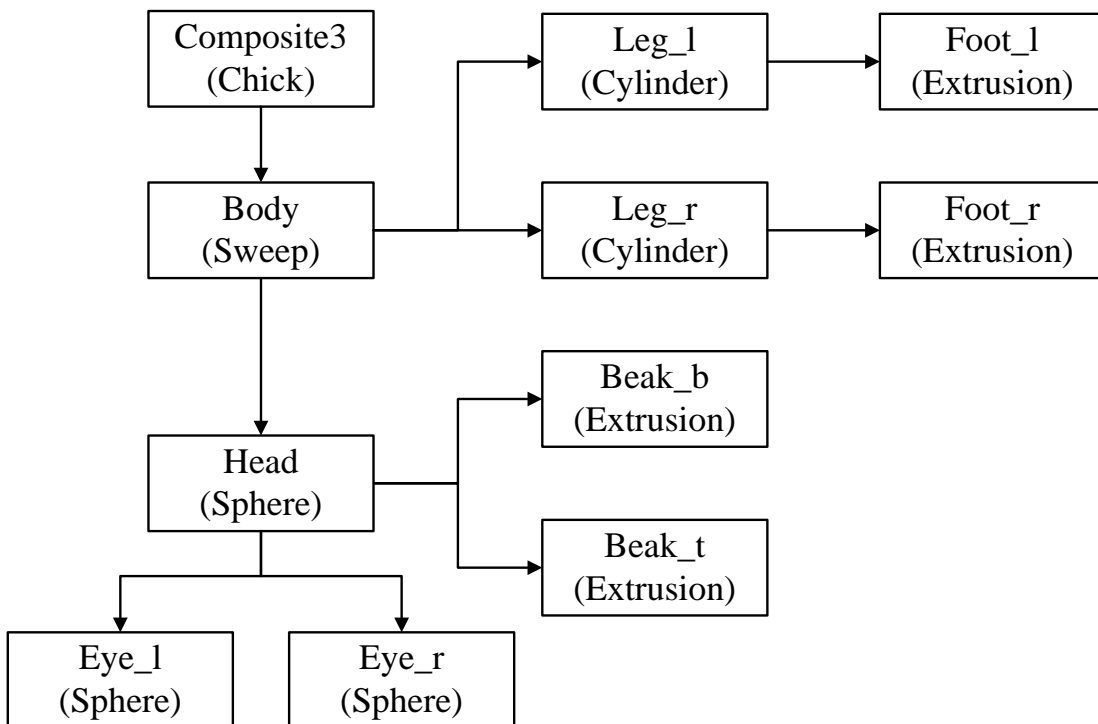 Composite3
(Chick)
Leg_l
(Cylinder)
Foot_l
(Extrusion)
Body
(Sweep)
Leg_r
(Cylinder)
Foot_r
(Extrusion)
Beak_b
(Extrusion)
Head
(Sphere)
Beak_t
(Extrusion)
Eye_l
(Sphere)
Eye_r
(Sphere)